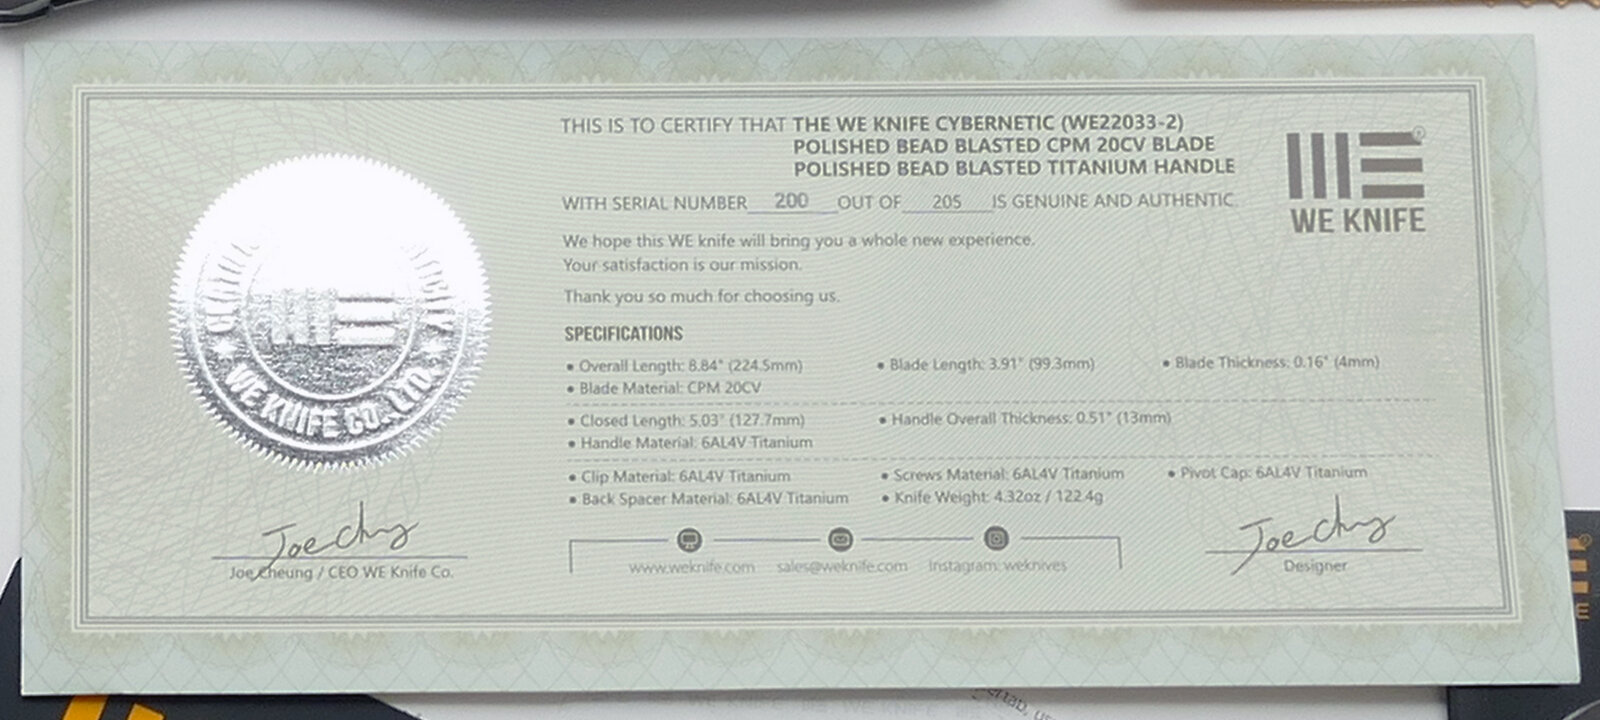 THIS IS TO CERTIFY THAT THE WE KNIFE CYBERNETIC (WE22033-2)
POLISHED BEAD BLASTED CPM 20CV BLADE
POLISHED BEAD BLASTED TITANIUM HANDLE
WITH SERIAL NUMBER 200 OUT OF 205 IS GENUINE AND AUTHENTIC
WE KNIFE
We hope this WE knife will bring you a whole new experience.
Your satisfaction is our mission.
Thank you so much for choosing us.
WE KNIFE CO., LTD.
SPECIFICATIONS
• Overall Length: 8.84" (224.5mm) • Blade Length: 3.91" (99.3mm) • Blade Thickness: 0.16" (4mm)
• Blade Material: CPM 20CV
• Closed Length: 5.03" (127.7mm) • Handle Overall Thickness: 0.51" (13mm)
• Handle Material: 6AL4V Titanium
• Clip Material: 6AL4V Titanium • Screws Material: 6AL4V Titanium • Pivot Cap: 6AL4V Titanium
• Back Spacer Material: 6AL4V Titanium • Knife Weight: 4.32oz / 122.4g
Joe Cheung / CEO WE Knife Co.
www.weknife.com sales@weknife.com Instagram: weknives
Designer